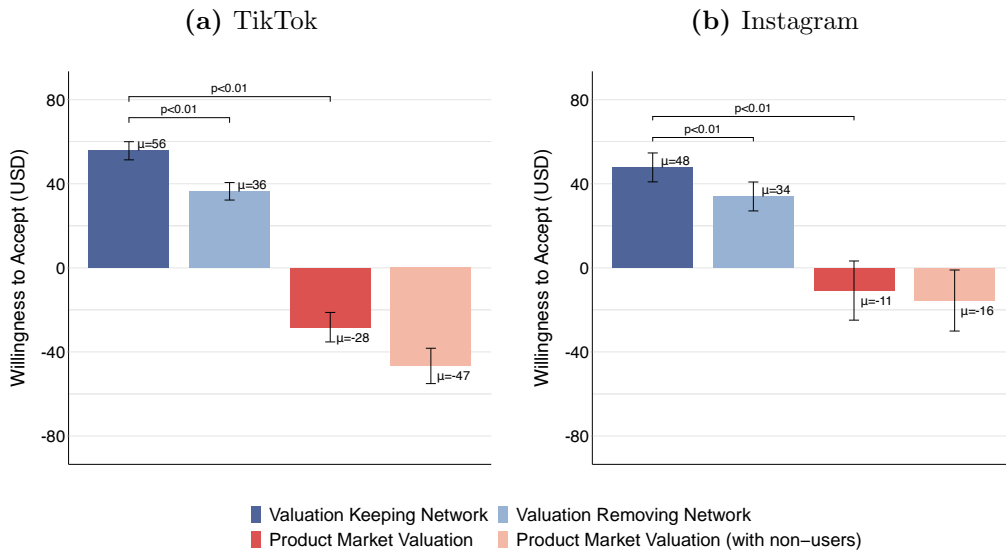 (a) TikTok
(b) Instagram
Willingness to Accept (USD)
80
40
0
-40
-80
p<0.01
p<0.01
μ=56
μ=36
μ=-28
μ=-47
Willingness to Accept (USD)
80
40
0
-40
-80
p<0.01
p<0.01
μ=48
μ=34
μ=-11
μ=-16
Valuation Keeping Network
Valuation Removing Network
Product Market Valuation
Product Market Valuation (with non−users)